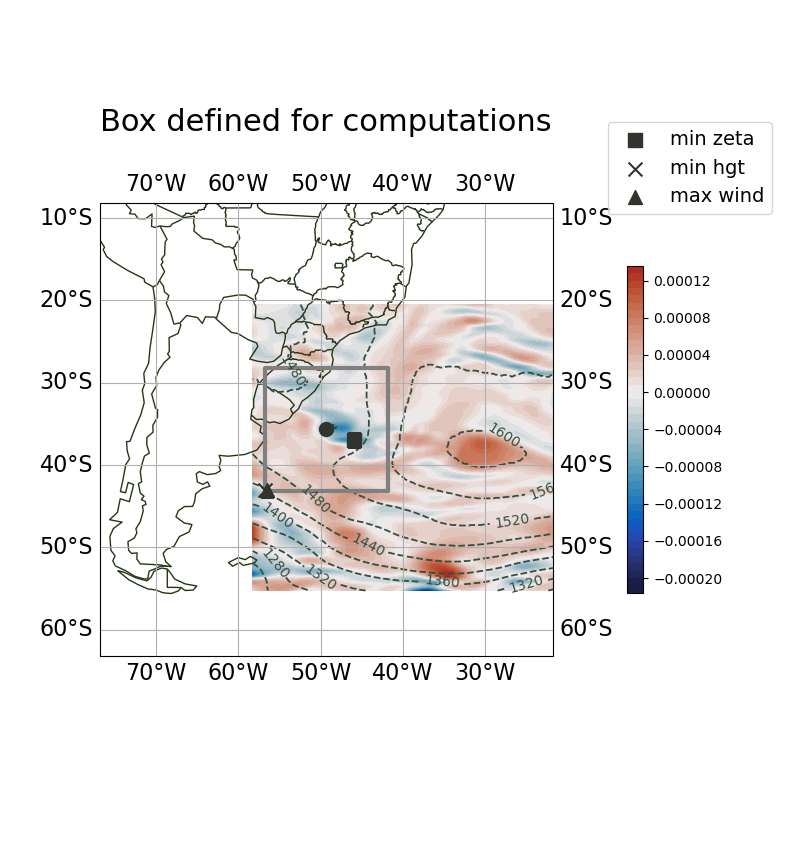 Box defined for computations
min zeta
min hgt
max wind
70°W 60°W 50°W 40°W 30°W
10°S 10°S
20°S 20°S
30°S 30°S
40°S 40°S
50°S 50°S
60°S 60°S
70°W 60°W 50°W 40°W 30°W
0.00012
0.00008
0.00004
0.00000
−0.00004
−0.00008
−0.00012
−0.00016
−0.00020
1480
1600
1480
156
1400
1520
1440
1280
1320
1360
1320